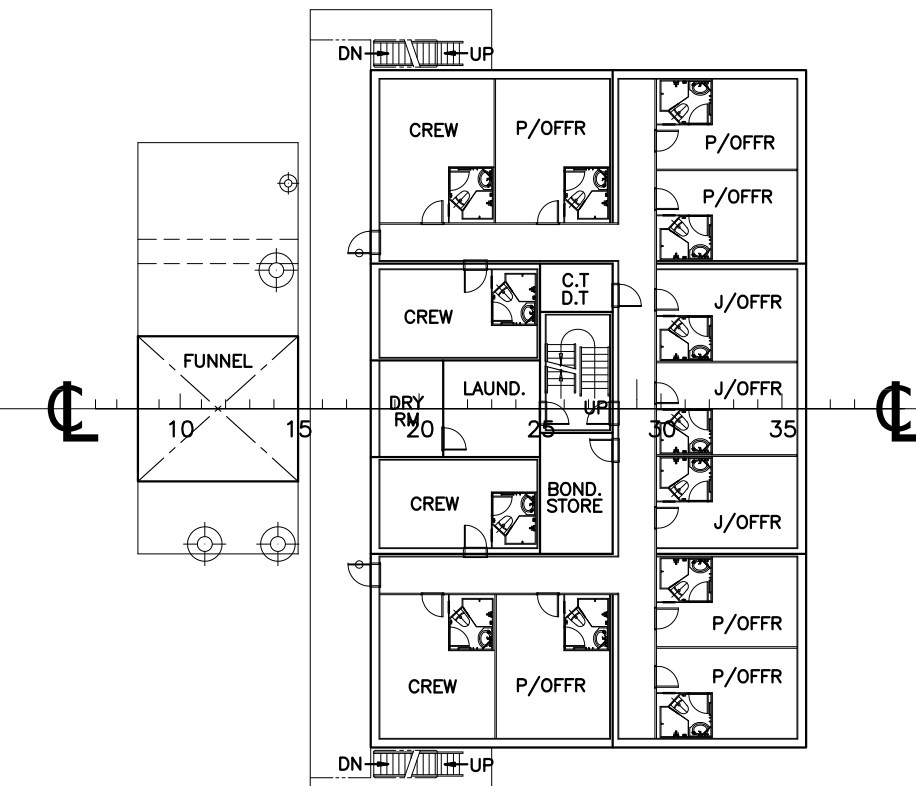 DN UP
CREW P/OFFR
P/OFFR
P/OFFR
C.T
D.T
J/OFFR
CREW
FUNNEL
LAUND.
J/OFFR
DRY
RM
UP
℄ ℄
10 15 20 25 30 35
CREW
BOND.
STORE
J/OFFR
P/OFFR
CREW P/OFFR
P/OFFR
DN UP